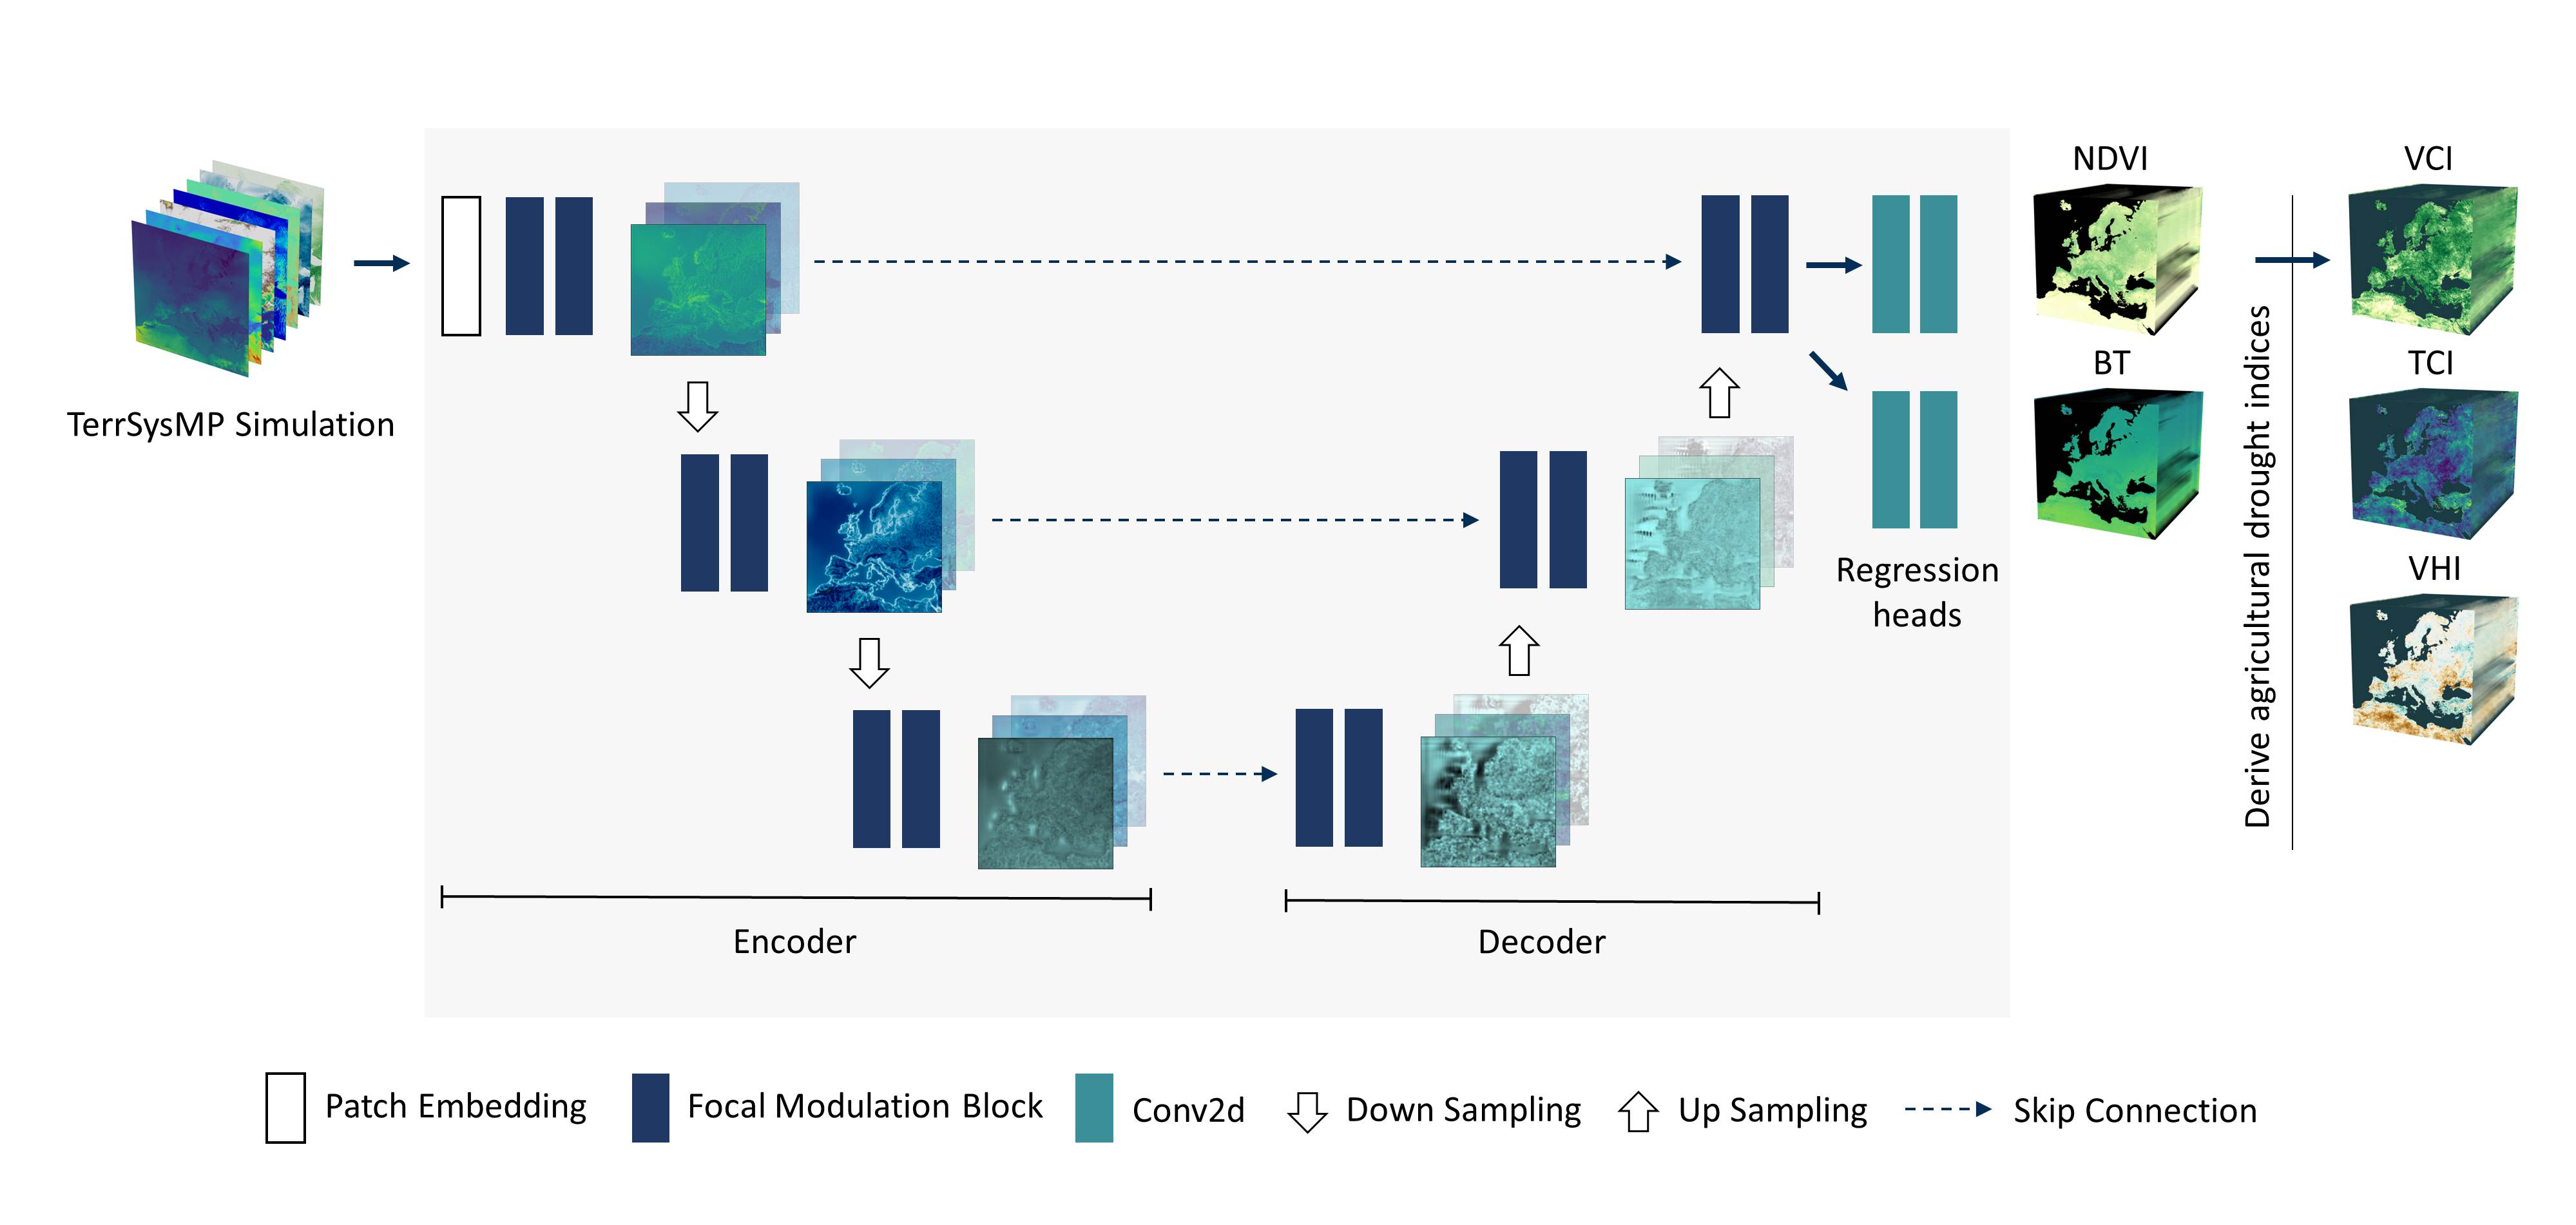 NDVI
VCI
BT
TCI
TerrSysMP Simulation
Regression
heads
VHI
Derive agricultural drought indices
Encoder
Decoder
Patch Embedding
Focal Modulation Block
Conv2d
Down Sampling
Up Sampling
Skip Connection